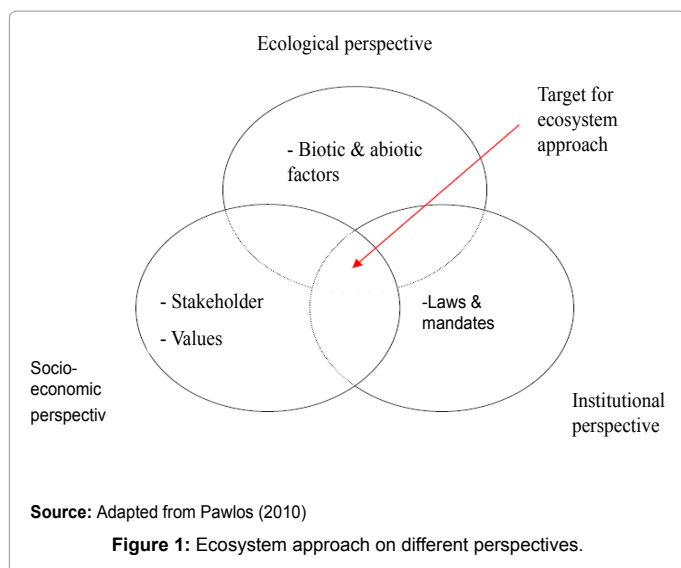 Ecological perspective
Target for
ecosystem
approach
- Biotic & abiotic
factors
- Stakeholder
- Values
-Laws &
mandates
Socio-
economic
perspectiv
Institutional
perspective
Source: Adapted from Pawlos (2010)
Figure 1: Ecosystem approach on different perspectives.